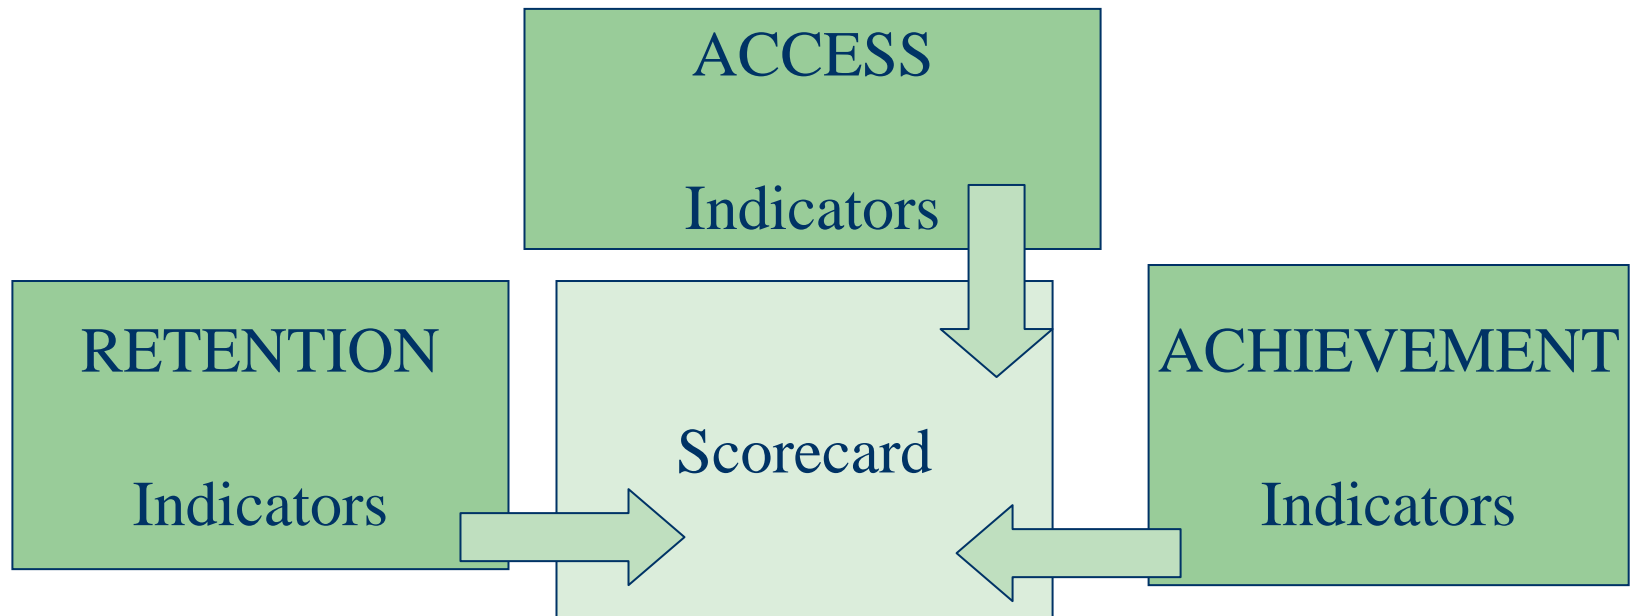 ACCESS
Indicators
RETENTION
Indicators
Scorecard
ACHIEVEMENT
Indicators